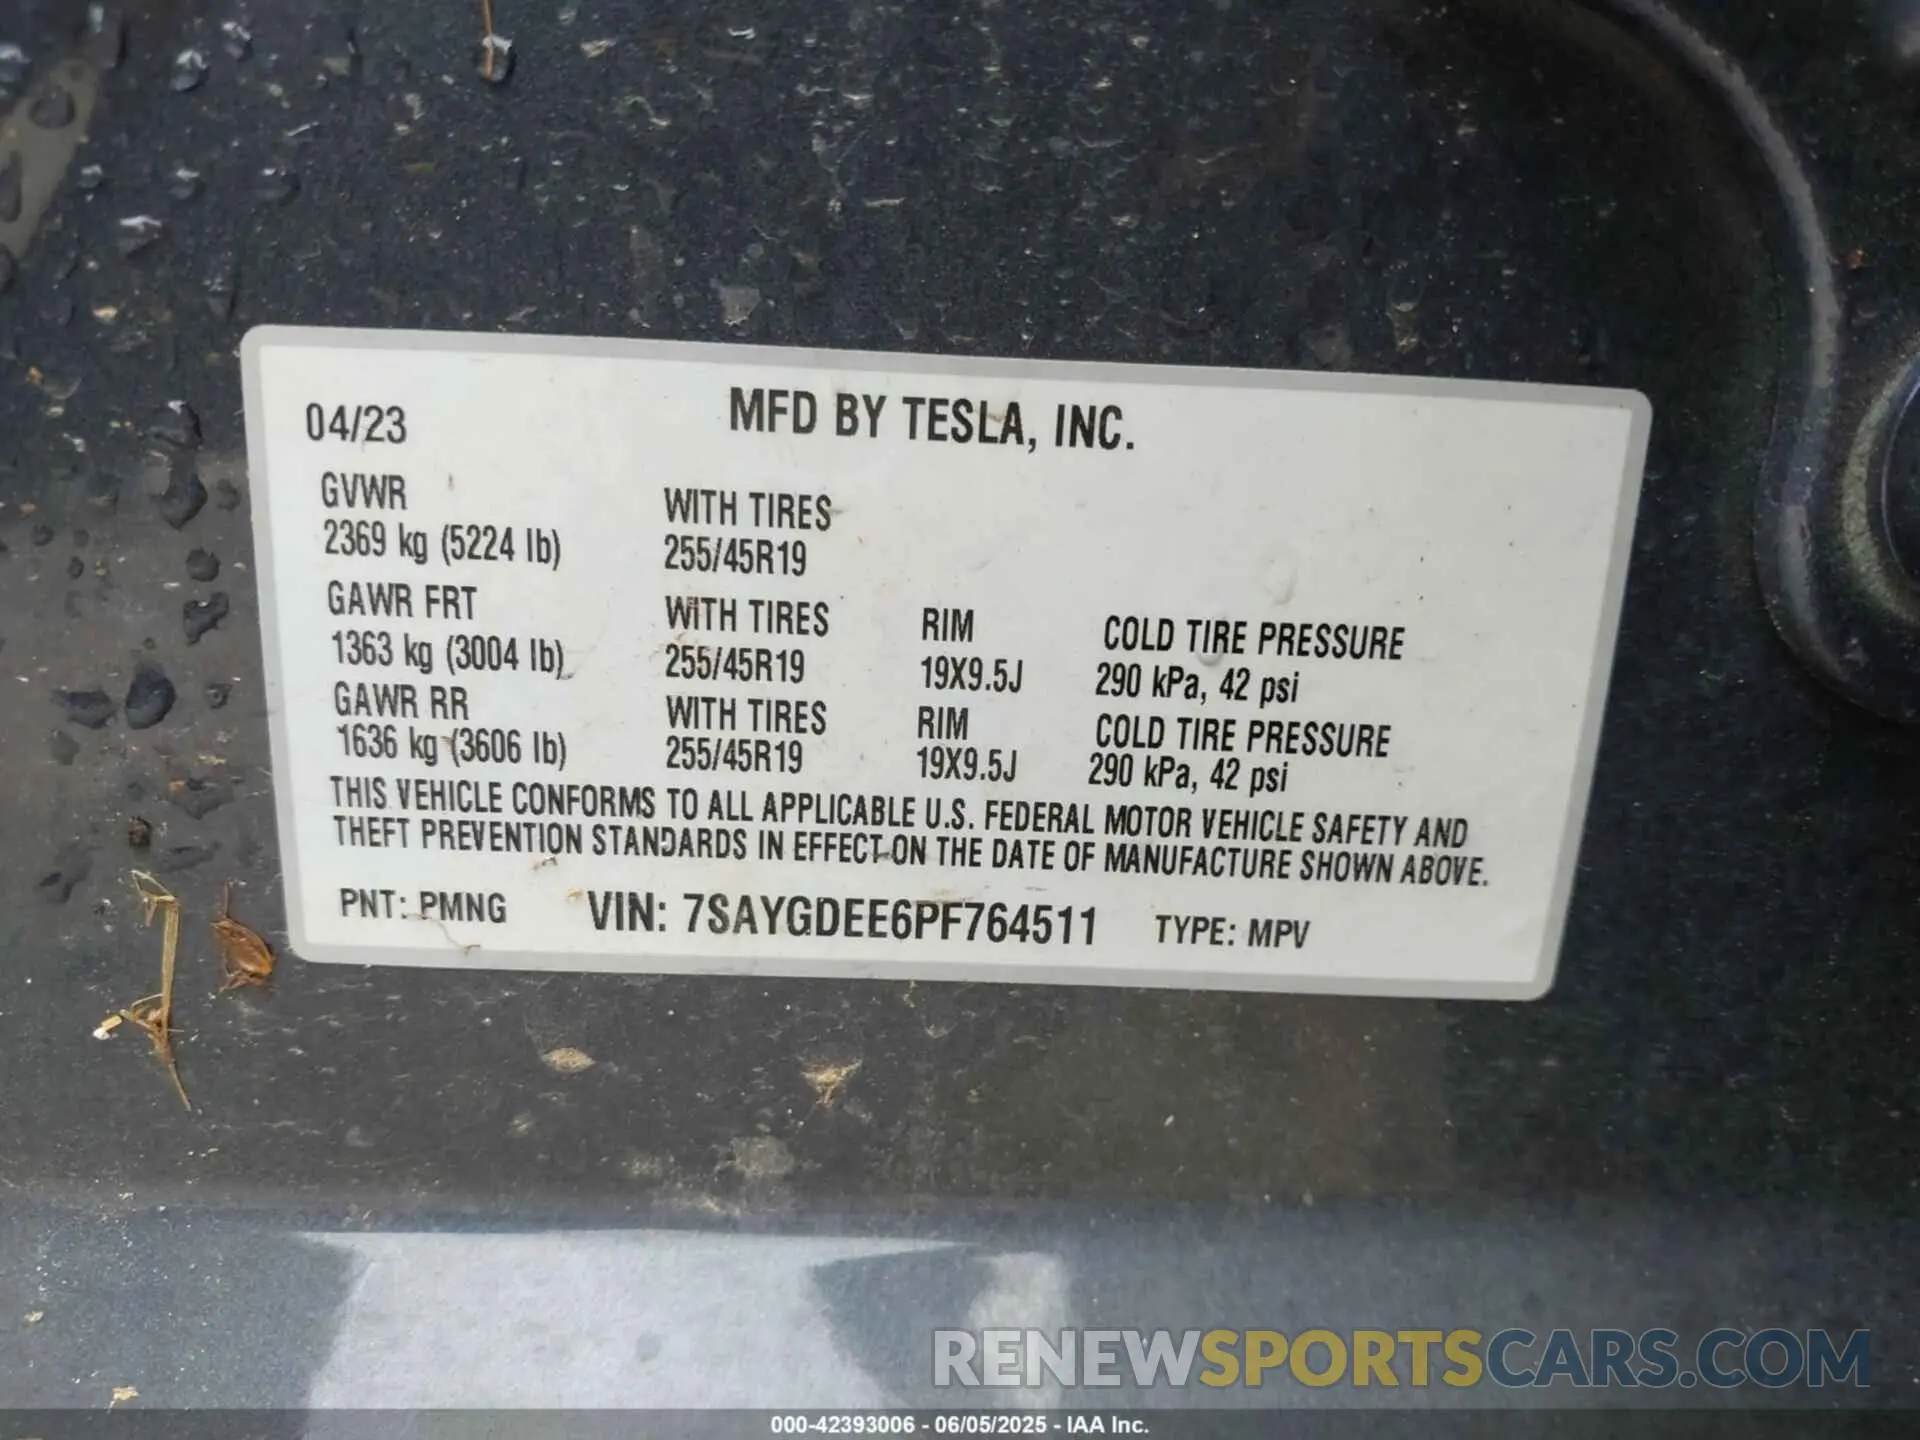 04/23 MFD BY TESLA, INC.
GVWR WITH TIRES
2369 kg (5224 lb) 255/45R19
GAWR FRT WITH TIRES RIM COLD TIRE PRESSURE
1363 kg (3004 lb) 255/45R19 19X9.5J 290 kPa, 42 psi
GAWR RR WITH TIRES RIM COLD TIRE PRESSURE
1636 kg (3606 lb) 255/45R19 19X9.5J 290 kPa, 42 psi
THIS VEHICLE CONFORMS TO ALL APPLICABLE U.S. FEDERAL MOTOR VEHICLE SAFETY AND
THEFT PREVENTION STANDARDS IN EFFECT ON THE DATE OF MANUFACTURE SHOWN ABOVE.
PNT: PMNG VIN: 7SAYGDEE6PF764511 TYPE: MPV
RENEWSPORTSCARS.COM
000-42393006 - 06/05/2025 - IAA Inc.